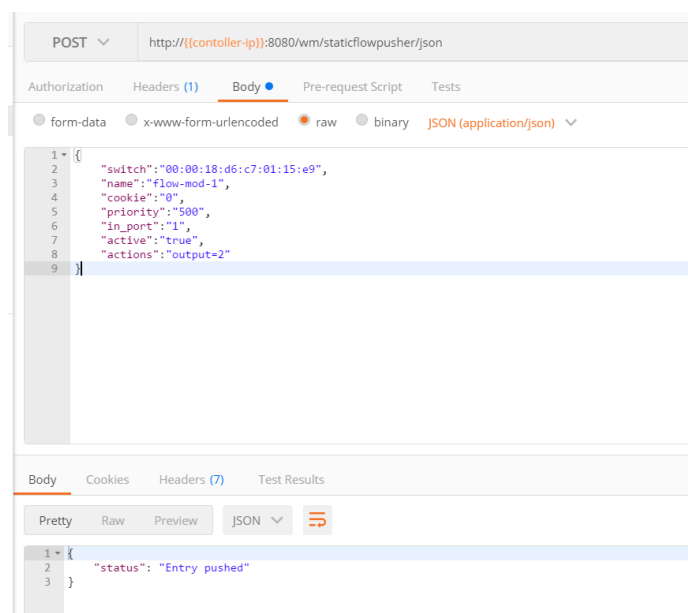 POST http://{{contoller-ip}}:8080/wm/staticflowpusher/json
Authorization Headers (1) Body Pre-request Script Tests
form-data x-www-form-urlencoded raw binary JSON (application/json)
1 {
2 "switch":"00:00:18:d6:c7:01:15:e9",
3 "name":"flow-mod-1",
4 "cookie":"0",
5 "priority":"500",
6 "in_port":"1",
7 "active":"true",
8 "actions":"output=2"
9 }
Body Cookies Headers (7) Test Results
Pretty Raw Preview JSON
1 {
2 "status": "Entry pushed"
3 }